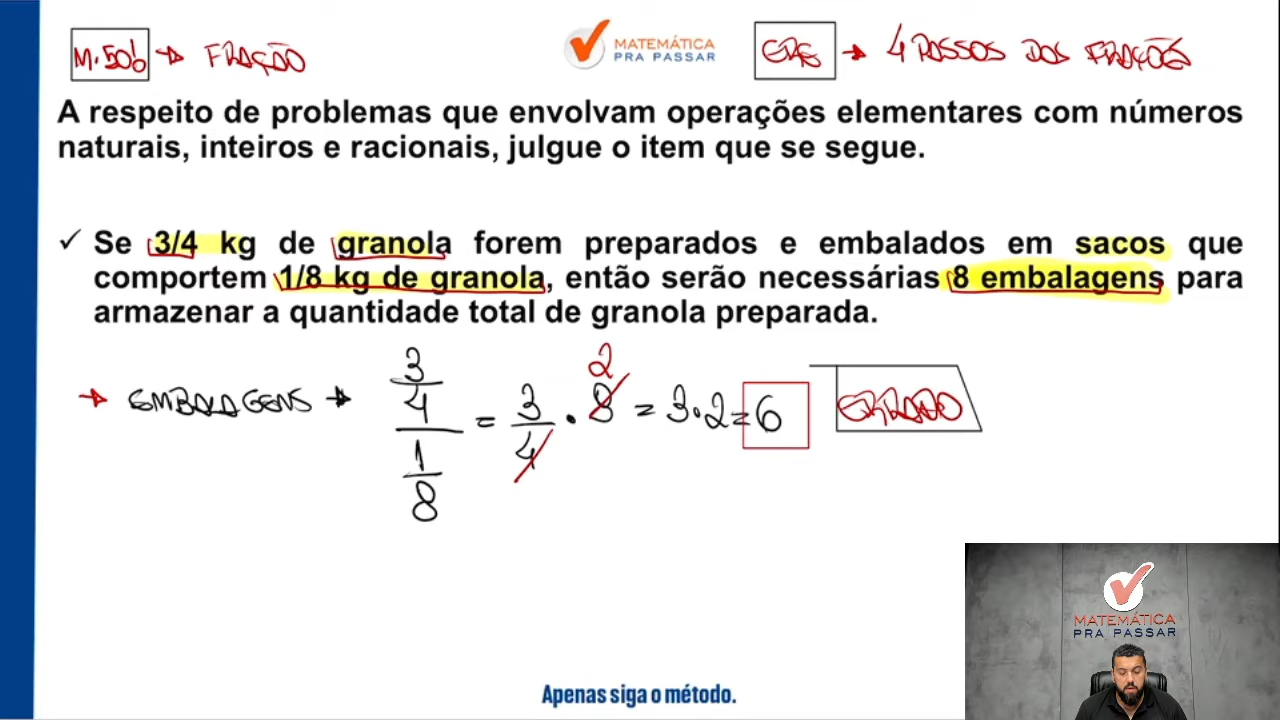 M.50! → FRAÇÃO
MATEMÁTICA
PRA PASSAR
→ 4 PASSOS DAS FRAÇÕES
A respeito de problemas que envolvam operações elementares com números
naturais, inteiros e racionais, julgue o item que se segue.
✓ Se 3/4 kg de granola forem preparados e embalados em sacos que
comportem 1/8 kg de granola, então serão necessárias 8 embalagens para
armazenar a quantidade total de granola preparada.
→ EMBALAGENS → 3/4 / 1/8 = 3/4 · 8 2 = 3·2 = 6 ERRADO
MATEMÁTICA
PRA PASSAR
Apenas siga o método.